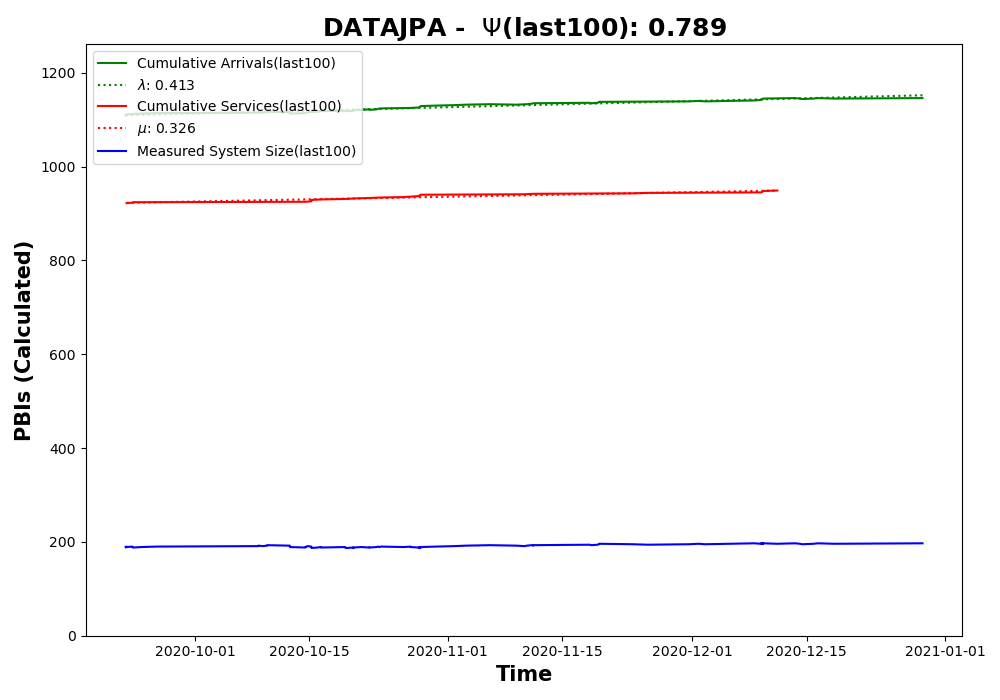 DATAJPA - Ψ(last100): 0.789
Cumulative Arrivals(last100)
λ: 0.413
Cumulative Services(last100)
μ: 0.326
Measured System Size(last100)
PBIs (Calculated)
1200
1000
800
600
400
200
0
2020-10-01 2020-10-15 2020-11-01 2020-11-15 2020-12-01 2020-12-15 2021-01-01
Time